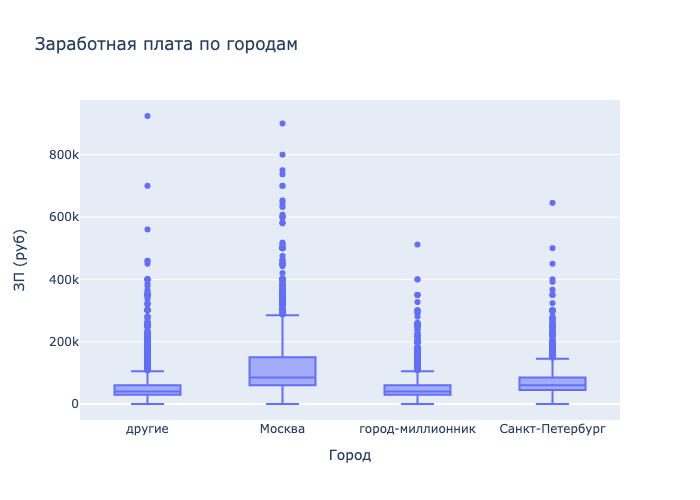 Заработная плата по городам
ЗП (руб)
800k
600k
400k
200k
0
другие
Москва
город-миллионник
Санкт-Петербург
Город